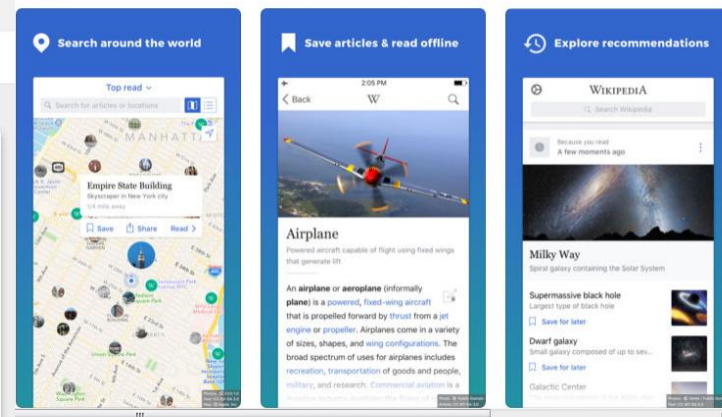 Search around the world
Top read
Search for articles or locations
MANHATTAN
Empire State Building
Skyscraper in New York city
1/4 mile away
Save
Share
Read
Save articles & read offline
2:05 PM
Back
W
Airplane
Powered aircraft capable of flight using fixed wings
that generate lift
An airplane or aeroplane (informally
plane) is a powered, fixed-wing aircraft
that is propelled forward by thrust from a jet
engine or propeller. Airplanes come in a variety
of sizes, shapes, and wing configurations. The
broad spectrum of uses for airplanes includes
recreation, transportation of goods and people,
military, and research. Commercial aviation is a
Explore recommendations
WIKIPEDIA
Search Wikipedia
Because you read
A few moments ago
Milky Way
Spiral galaxy containing the Solar System
Supermassive black hole
Largest type of black hole
Save for later
Dwarf galaxy
Small galaxy composed of up to sev...
Save for later
Galactic Center